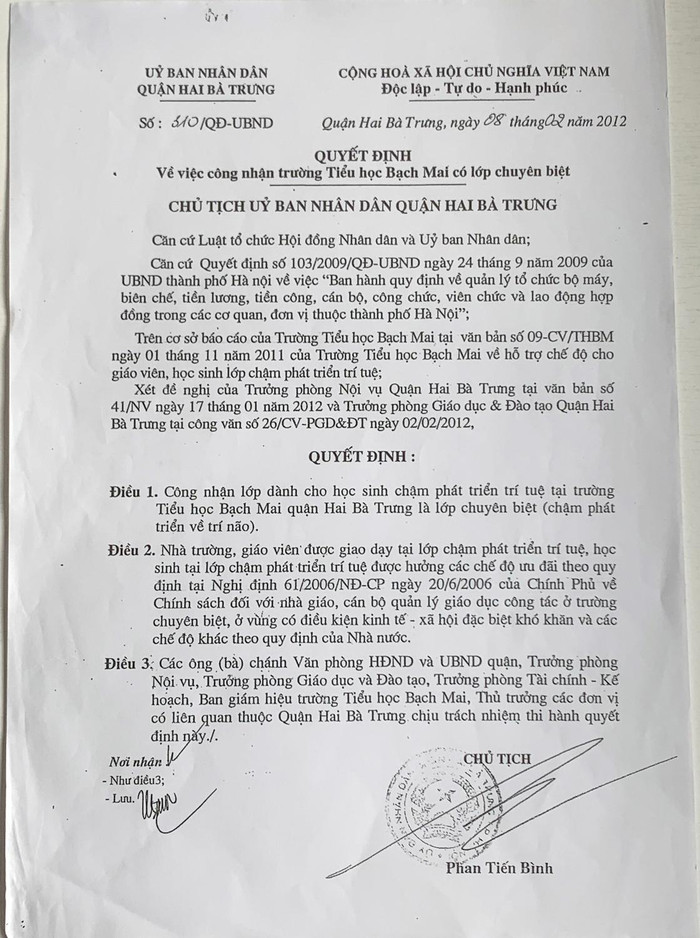 UỶ BAN NHÂN DÂN
QUẬN HAI BÀ TRƯNG
CỘNG HOÀ XÃ HỘI CHỦ NGHĨA VIỆT NAM
Độc lập - Tự do - Hạnh phúc
Số : 310/QĐ-UBND
Quận Hai Bà Trưng, ngày 08 tháng 02 năm 2012
QUYẾT ĐỊNH
Về việc công nhận trường Tiểu học Bạch Mai có lớp chuyên biệt
CHỦ TỊCH UỶ BAN NHÂN DÂN QUẬN HAI BÀ TRƯNG
Căn cứ Luật tổ chức Hội đồng Nhân dân và Uỷ ban Nhân dân;
Căn cứ Quyết định số 103/2009/QĐ-UBND ngày 24 tháng 9 năm 2009 của
UBND thành phố Hà nội về việc “Ban hành quy định về quản lý tổ chức bộ máy,
biên chế, tiền lương, tiền công, cán bộ, công chức, viên chức và lao động hợp
đồng trong các cơ quan, đơn vị thuộc thành phố Hà Nội”;
Trên cơ sở báo cáo của Trường Tiểu học Bạch Mai tại văn bản số 09-CV/THBM
ngày 01 tháng 11 năm 2011 của Trường Tiểu học Bạch Mai về hỗ trợ chế độ cho
giáo viên, học sinh lớp chậm phát triển trí tuệ;
Xét đề nghị của Trưởng phòng Nội vụ Quận Hai Bà Trưng tại văn bản số
41/NV ngày 17 tháng 01 năm 2012 và Trưởng phòng Giáo dục & Đào tạo Quận Hai
Bà Trưng tại công văn số 26/CV-PGD&ĐT ngày 02/02/2012,
QUYẾT ĐỊNH :
Điều 1. Công nhận lớp dành cho học sinh chậm phát triển trí tuệ tại trường
Tiểu học Bạch Mai quận Hai Bà Trưng là lớp chuyên biệt (chậm phát
triển về trí não).
Điều 2. Nhà trường, giáo viên được giao dạy tại lớp chậm phát triển trí tuệ, học
sinh tại lớp chậm phát triển trí tuệ được hưởng các chế độ ưu đãi theo quy
định tại Nghị định 61/2006/NĐ-CP ngày 20/6/2006 của Chính Phủ về
Chính sách đối với nhà giáo, cán bộ quản lý giáo dục công tác ở trường
chuyên biệt, ở vùng có điều kiện kinh tế - xã hội đặc biệt khó khăn và các
chế độ khác theo quy định của Nhà nước.
Điều 3. Các ông (bà) chánh Văn phòng HĐND và UBND quận, Trưởng phòng
Nội vụ, Trưởng phòng Giáo dục và Đào tạo, Trưởng phòng Tài chính - Kế
hoạch, Ban giám hiệu trường Tiểu học Bạch Mai, Thủ trưởng các đơn vị
có liên quan thuộc Quận Hai Bà Trưng chịu trách nhiệm thi hành quyết
định này./.
Nơi nhận
- Như điều3;
- Lưu.
CHỦ TỊCH
Phan Tiến Bình